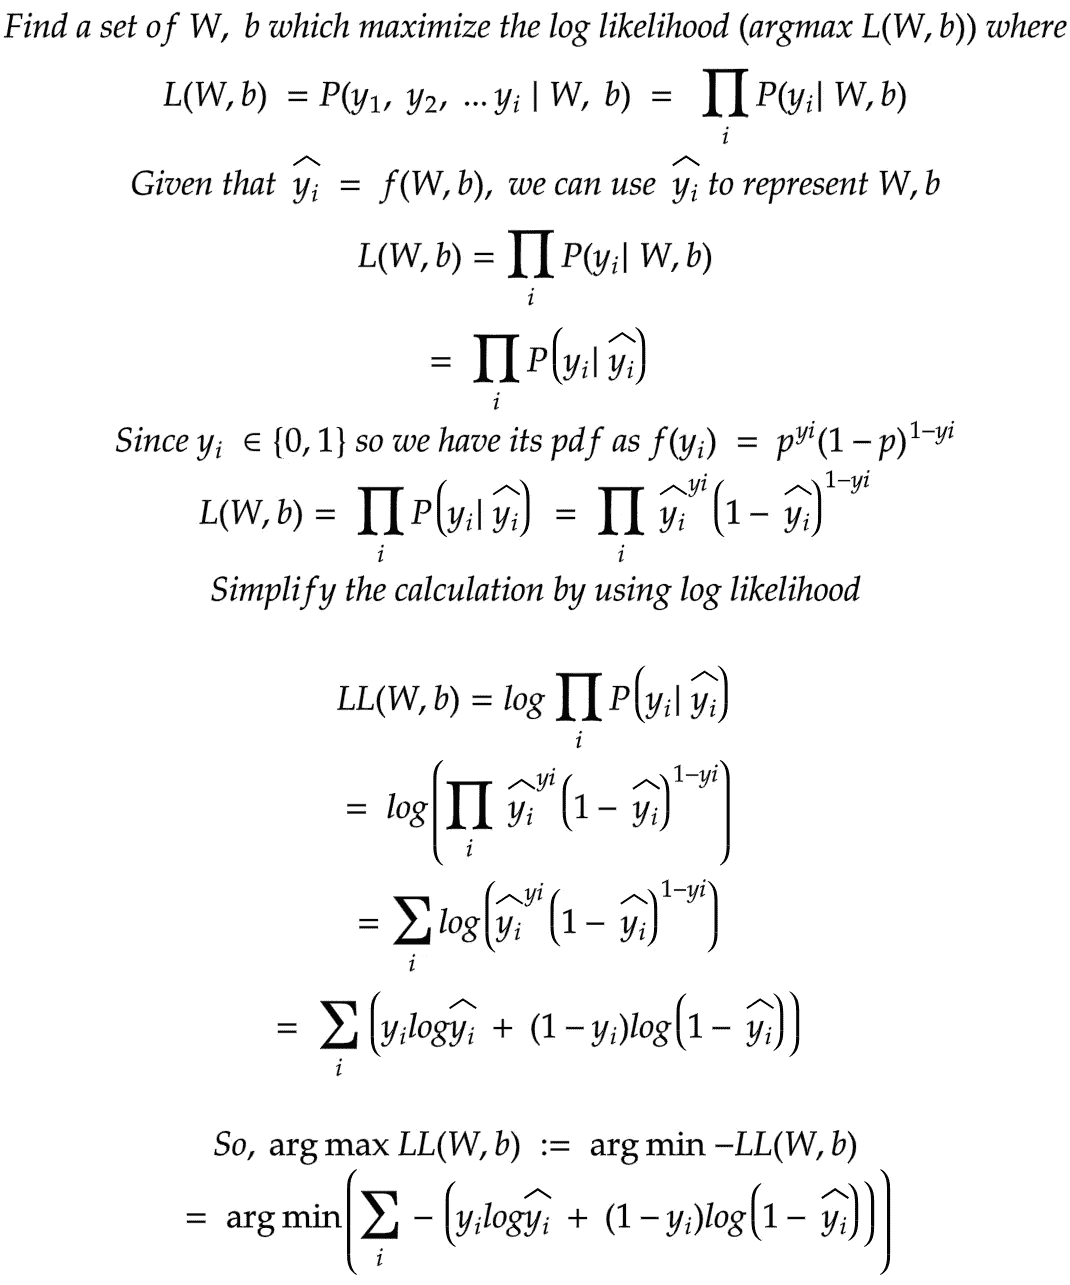 Find a set of W, b which maximize the log likelihood (argmax L(W, b)) where
L(W, b) = P(y₁, y₂, ... yᵢ | W, b) = ∏ᵢ P(yᵢ| W, b)
Given that ŷᵢ = f(W, b), we can use ŷᵢ to represent W, b
L(W, b) = ∏ᵢ P(yᵢ| W, b)
= ∏ᵢ P(yᵢ| ŷᵢ)
Since yᵢ ∈ {0, 1} so we have its pdf as f(yᵢ) = p^{yi}(1 − p)^{1−yi}
L(W, b) = ∏ᵢ P(yᵢ| ŷᵢ) = ∏ᵢ ŷᵢ^{yi}(1 − ŷᵢ)^{1−yi}
Simplify the calculation by using log likelihood
LL(W, b) = log ∏ᵢ P(yᵢ| ŷᵢ)
= log(∏ᵢ ŷᵢ^{yi}(1 − ŷᵢ)^{1−yi})
= ∑ᵢ log(ŷᵢ^{yi}(1 − ŷᵢ)^{1−yi})
= ∑ᵢ (yᵢlogŷᵢ + (1 − yᵢ)log(1 − ŷᵢ))
So, arg max LL(W, b) := arg min −LL(W, b)
= arg min(∑ᵢ − (yᵢlogŷᵢ + (1 − yᵢ)log(1 − ŷᵢ)))